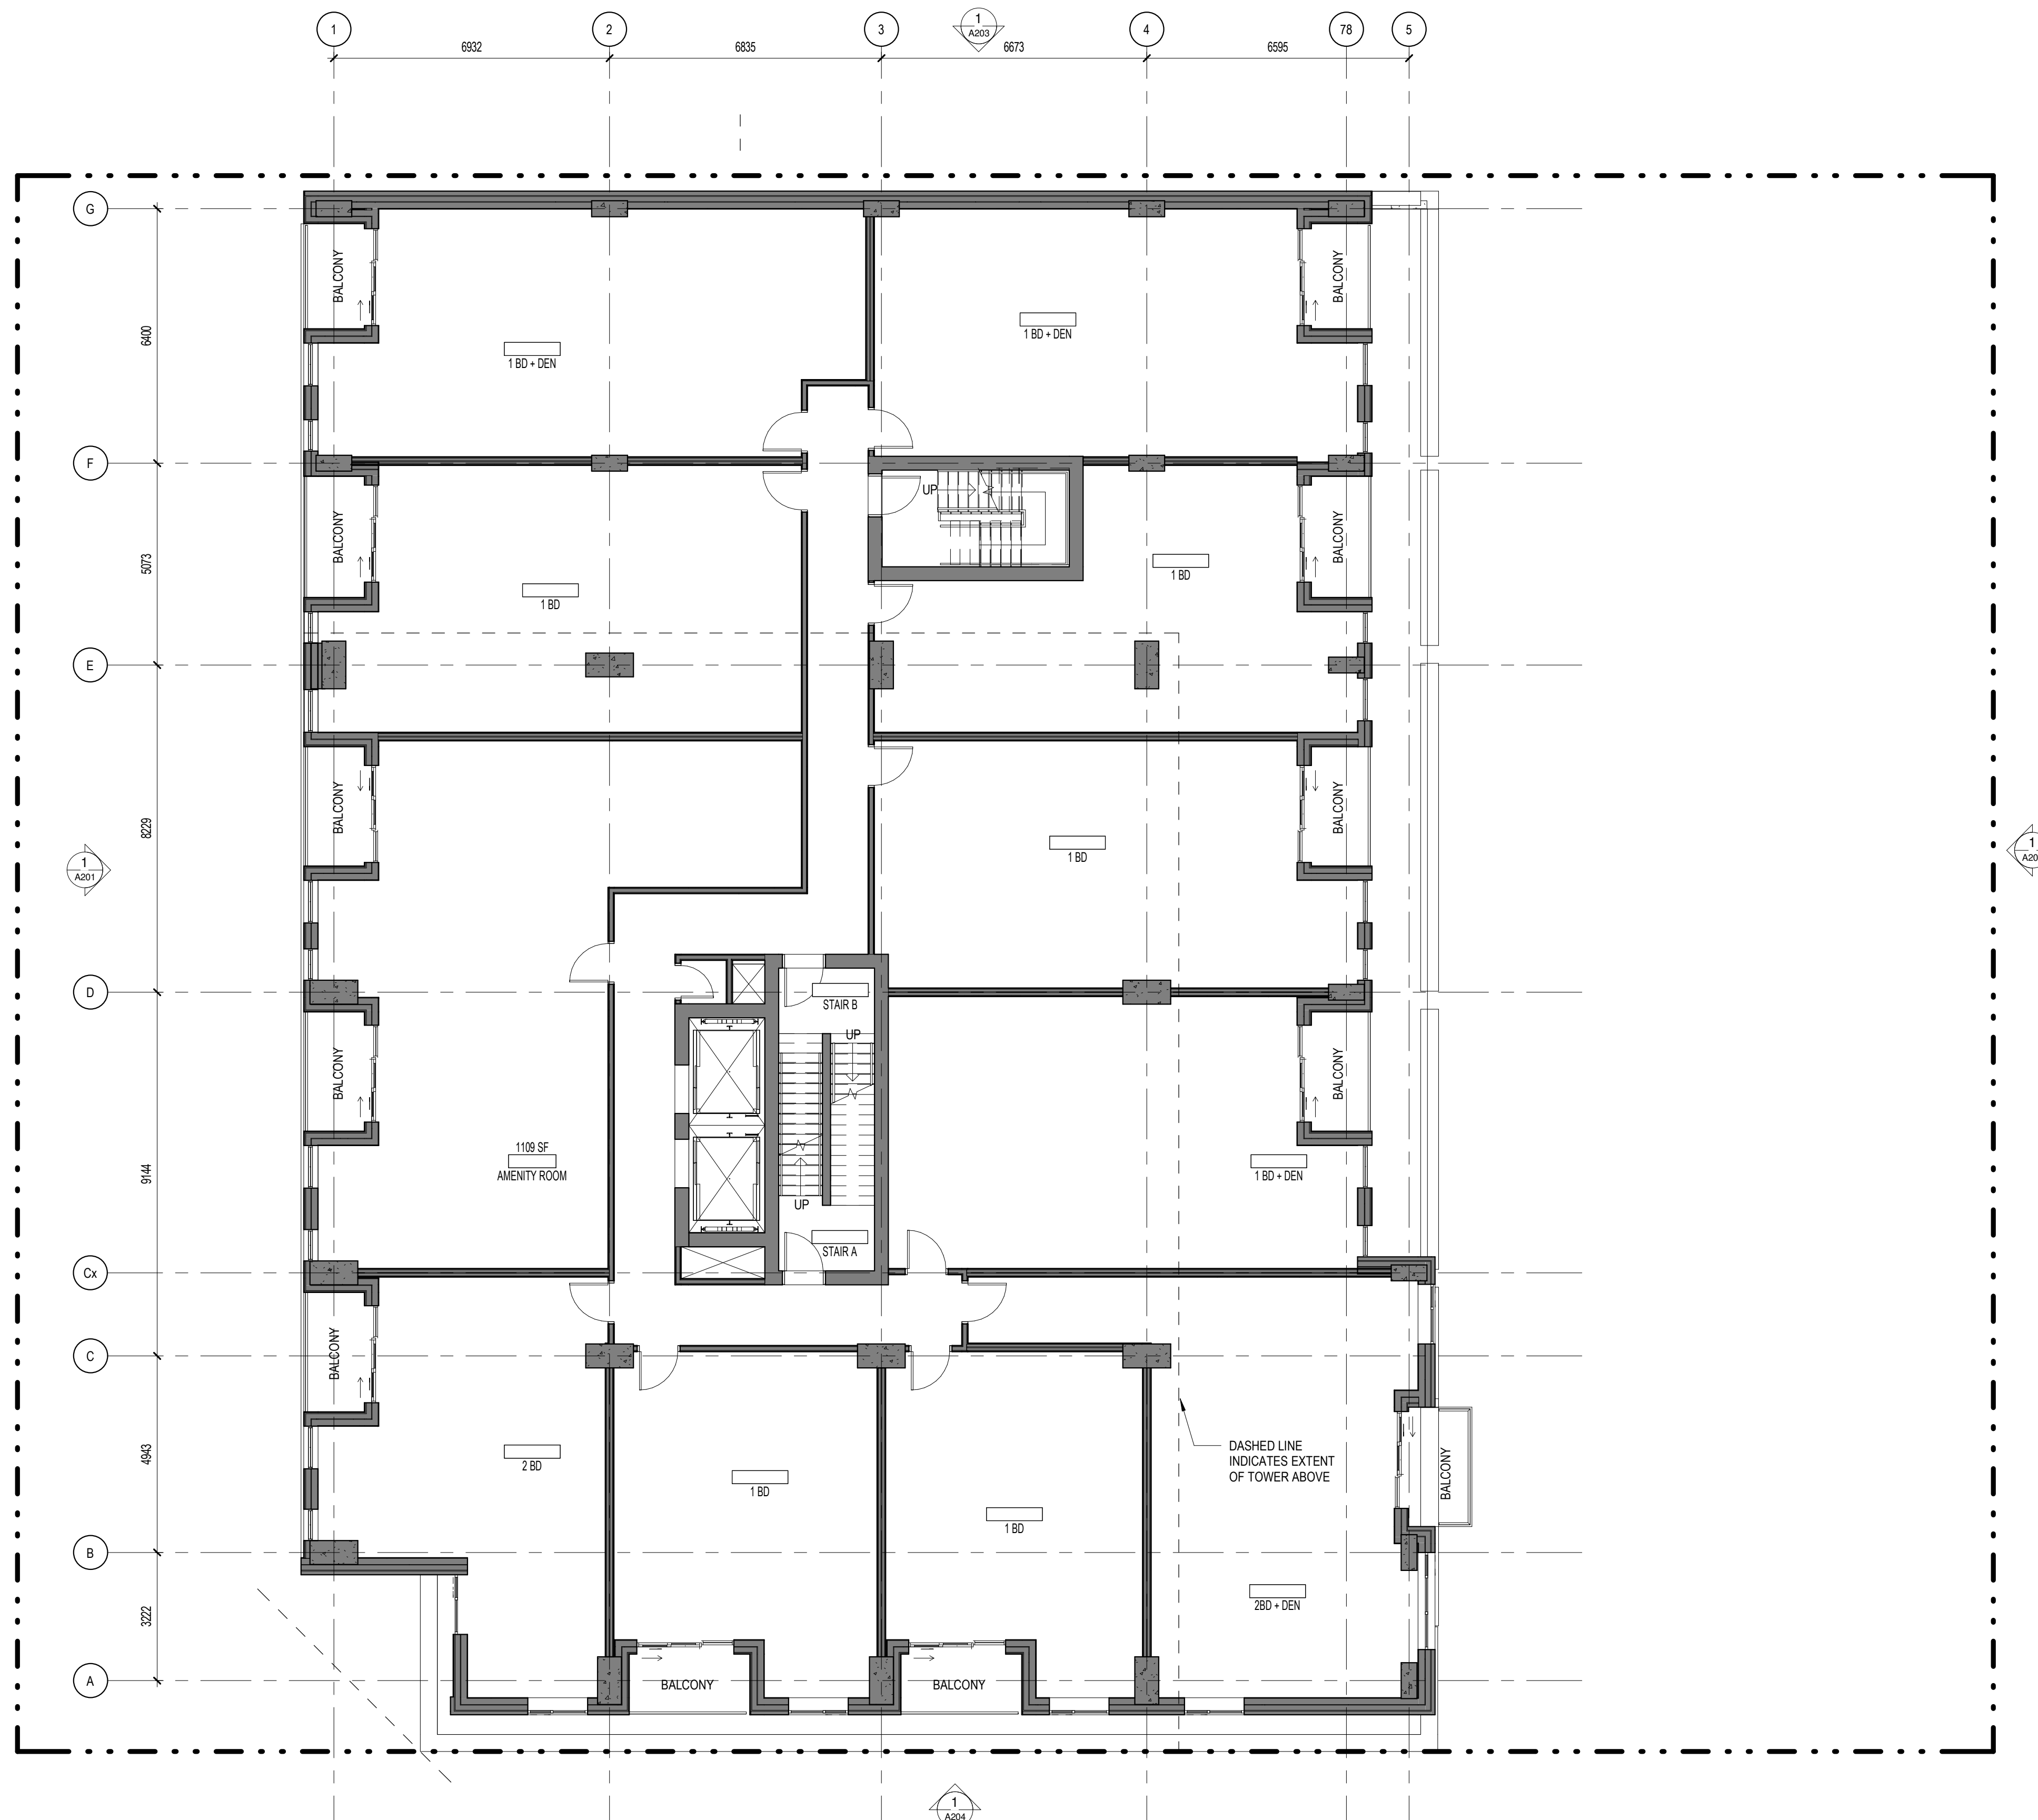 1
2
3
1
A203
4
78
5
6932
6835
6673
6595
G
BALCONY
BALCONY
6400
1 BD + DEN
1 BD + DEN
F
UP
BALCONY
BALCONY
5073
1 BD
1 BD
E
BALCONY
BALCONY
8229
1
A201
1 BD
1
A20
D
STAIR B
UP
BALCONY
BALCONY
9144
1109 SF
AMENITY ROOM
1 BD + DEN
UP
STAIR A
Cx
BALCONY
C
4943
2 BD
1 BD
1 BD
DASHED LINE
INDICATES EXTENT
OF TOWER ABOVE
BALCONY
B
3222
2BD + DEN
A
BALCONY
BALCONY
1
A204